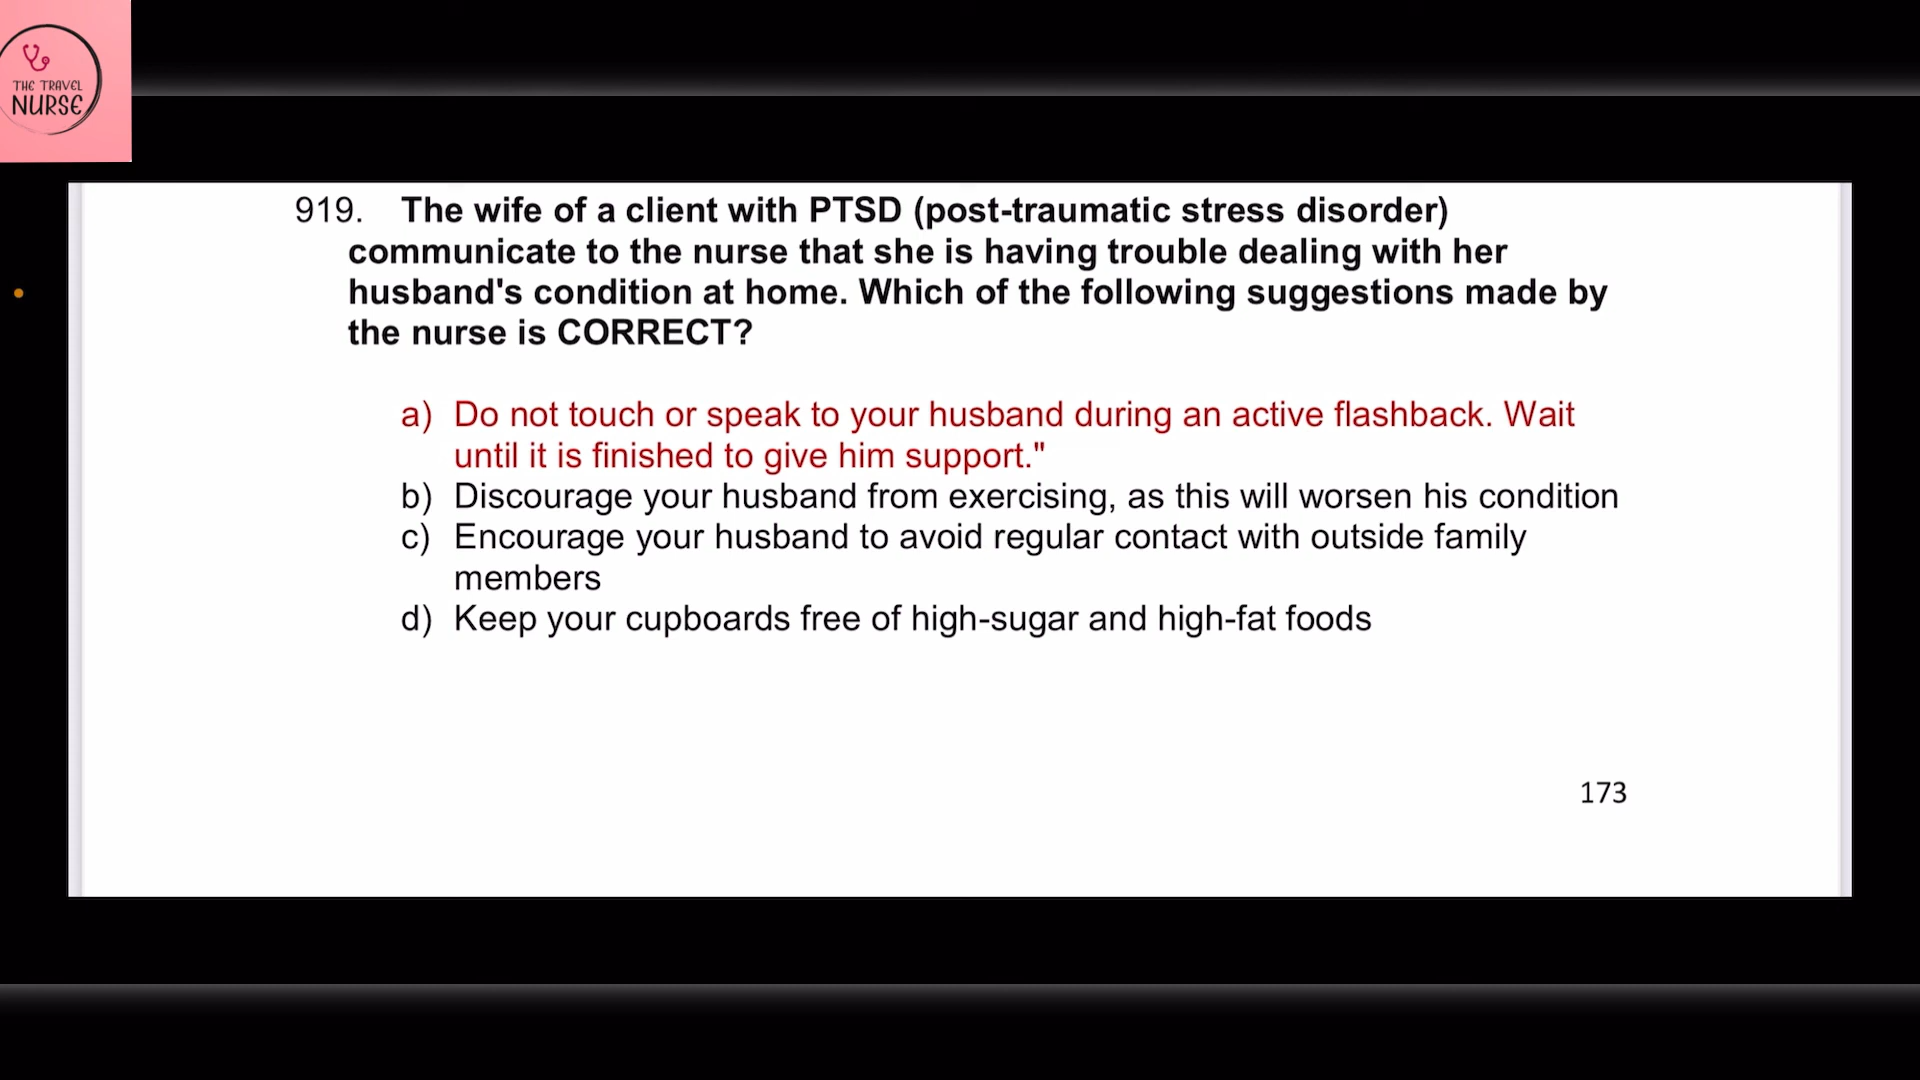 THE TRAVEL
NURSE
919. The wife of a client with PTSD (post-traumatic stress disorder)
communicate to the nurse that she is having trouble dealing with her
husband's condition at home. Which of the following suggestions made by
the nurse is CORRECT?
a) Do not touch or speak to your husband during an active flashback. Wait
until it is finished to give him support."
b) Discourage your husband from exercising, as this will worsen his condition
c) Encourage your husband to avoid regular contact with outside family
members
d) Keep your cupboards free of high-sugar and high-fat foods
173